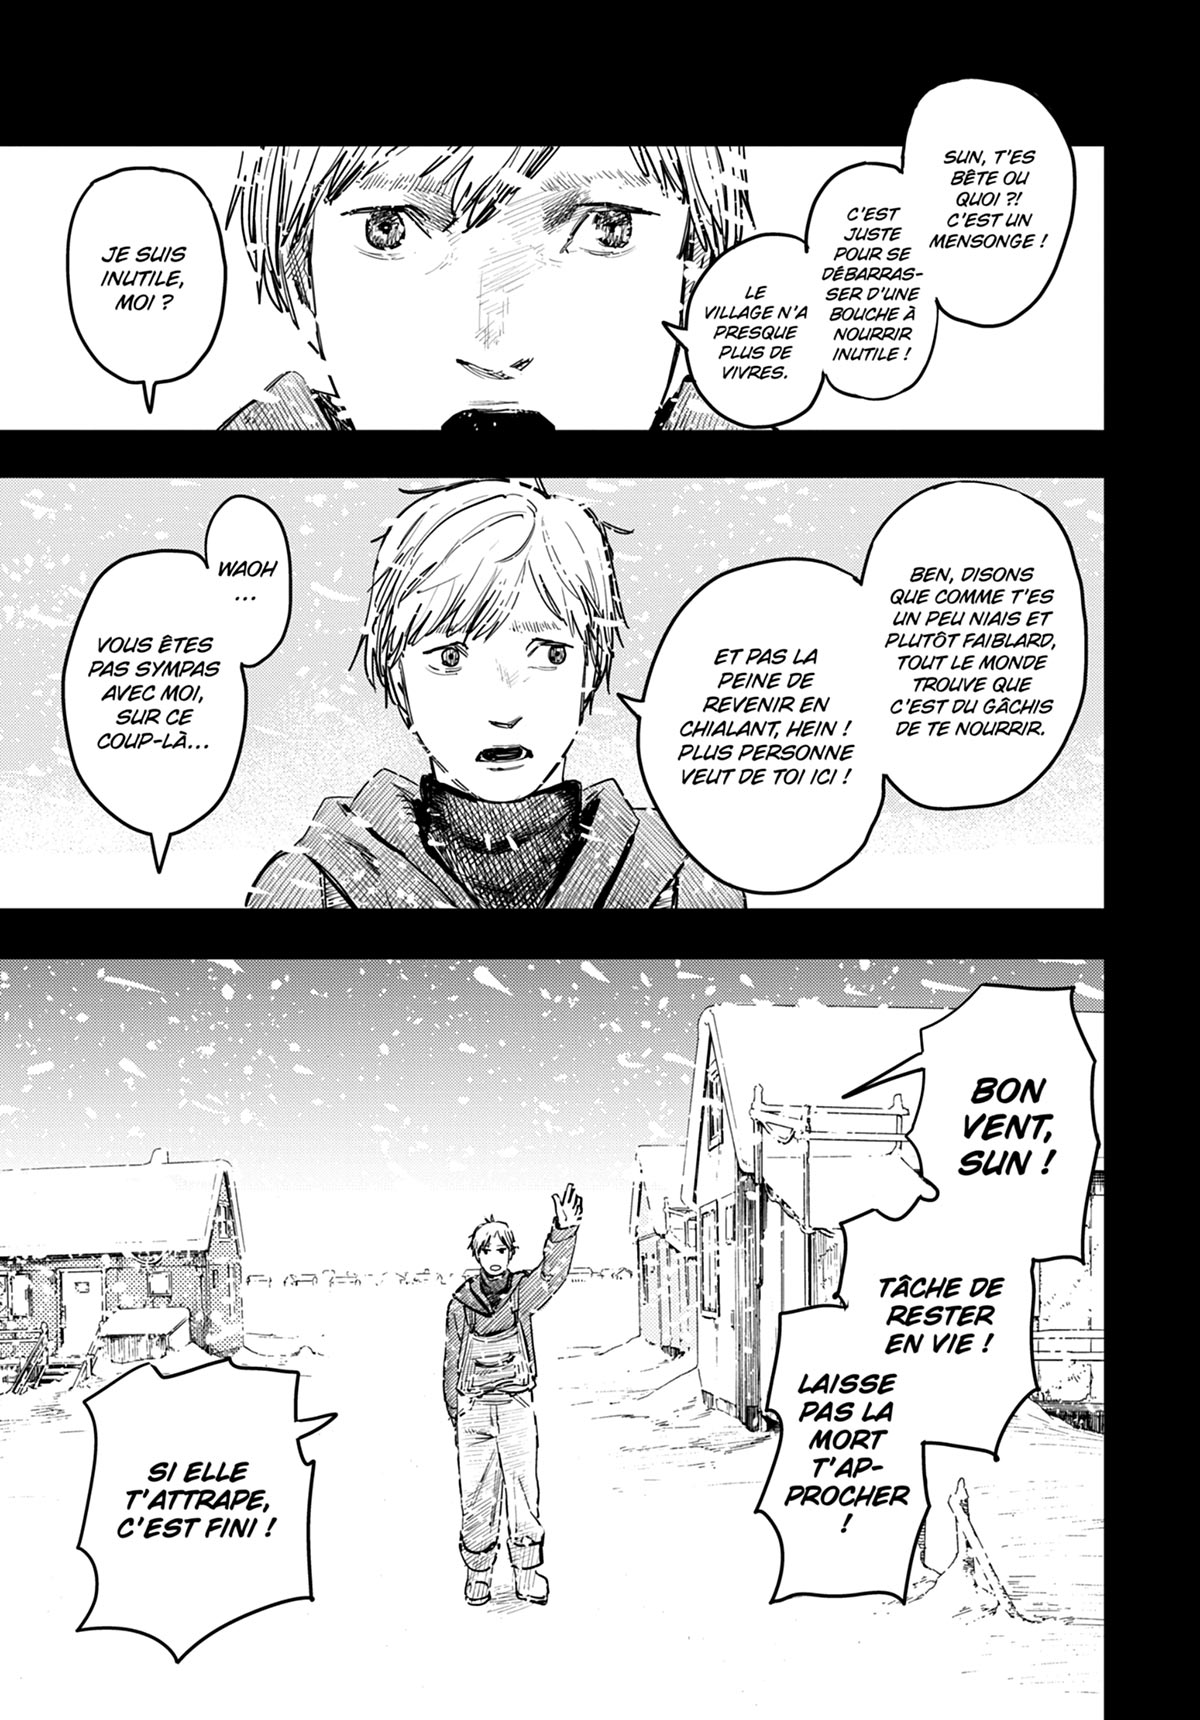 SUN, T'ES
BÊTE OU
QUOI ?!
C'EST UN
MENSONGE !
C'EST
JUSTE
POUR SE
DÉBARRAS-
SER D'UNE
BOUCHE À
NOURRIR
INUTILE !
LE
VILLAGE N'A
PRESQUE
PLUS DE
VIVRES.
JE SUIS
INUTILE,
MOI ?
BEN, DISONS
QUE COMME T'ES
UN PEU NIAIS ET
PLUTÔT FAIBLARD,
TOUT LE MONDE
TROUVE QUE
C'EST DU GÂCHIS
DE TE NOURRIR.
ET PAS LA
PEINE DE
REVENIR EN
CHIALANT, HEIN !
PLUS PERSONNE
VEUT DE TOI ICI !
WAOH
...
VOUS ÊTES
PAS SYMPAS
AVEC MOI,
SUR CE
COUP-LÀ...
BON
VENT,
SUN !
TÂCHE DE
RESTER
EN VIE !
LAISSE
PAS LA
MORT
T'AP-
PROCHER
!
SI ELLE
T'ATTRAPE,
C'EST FINI !